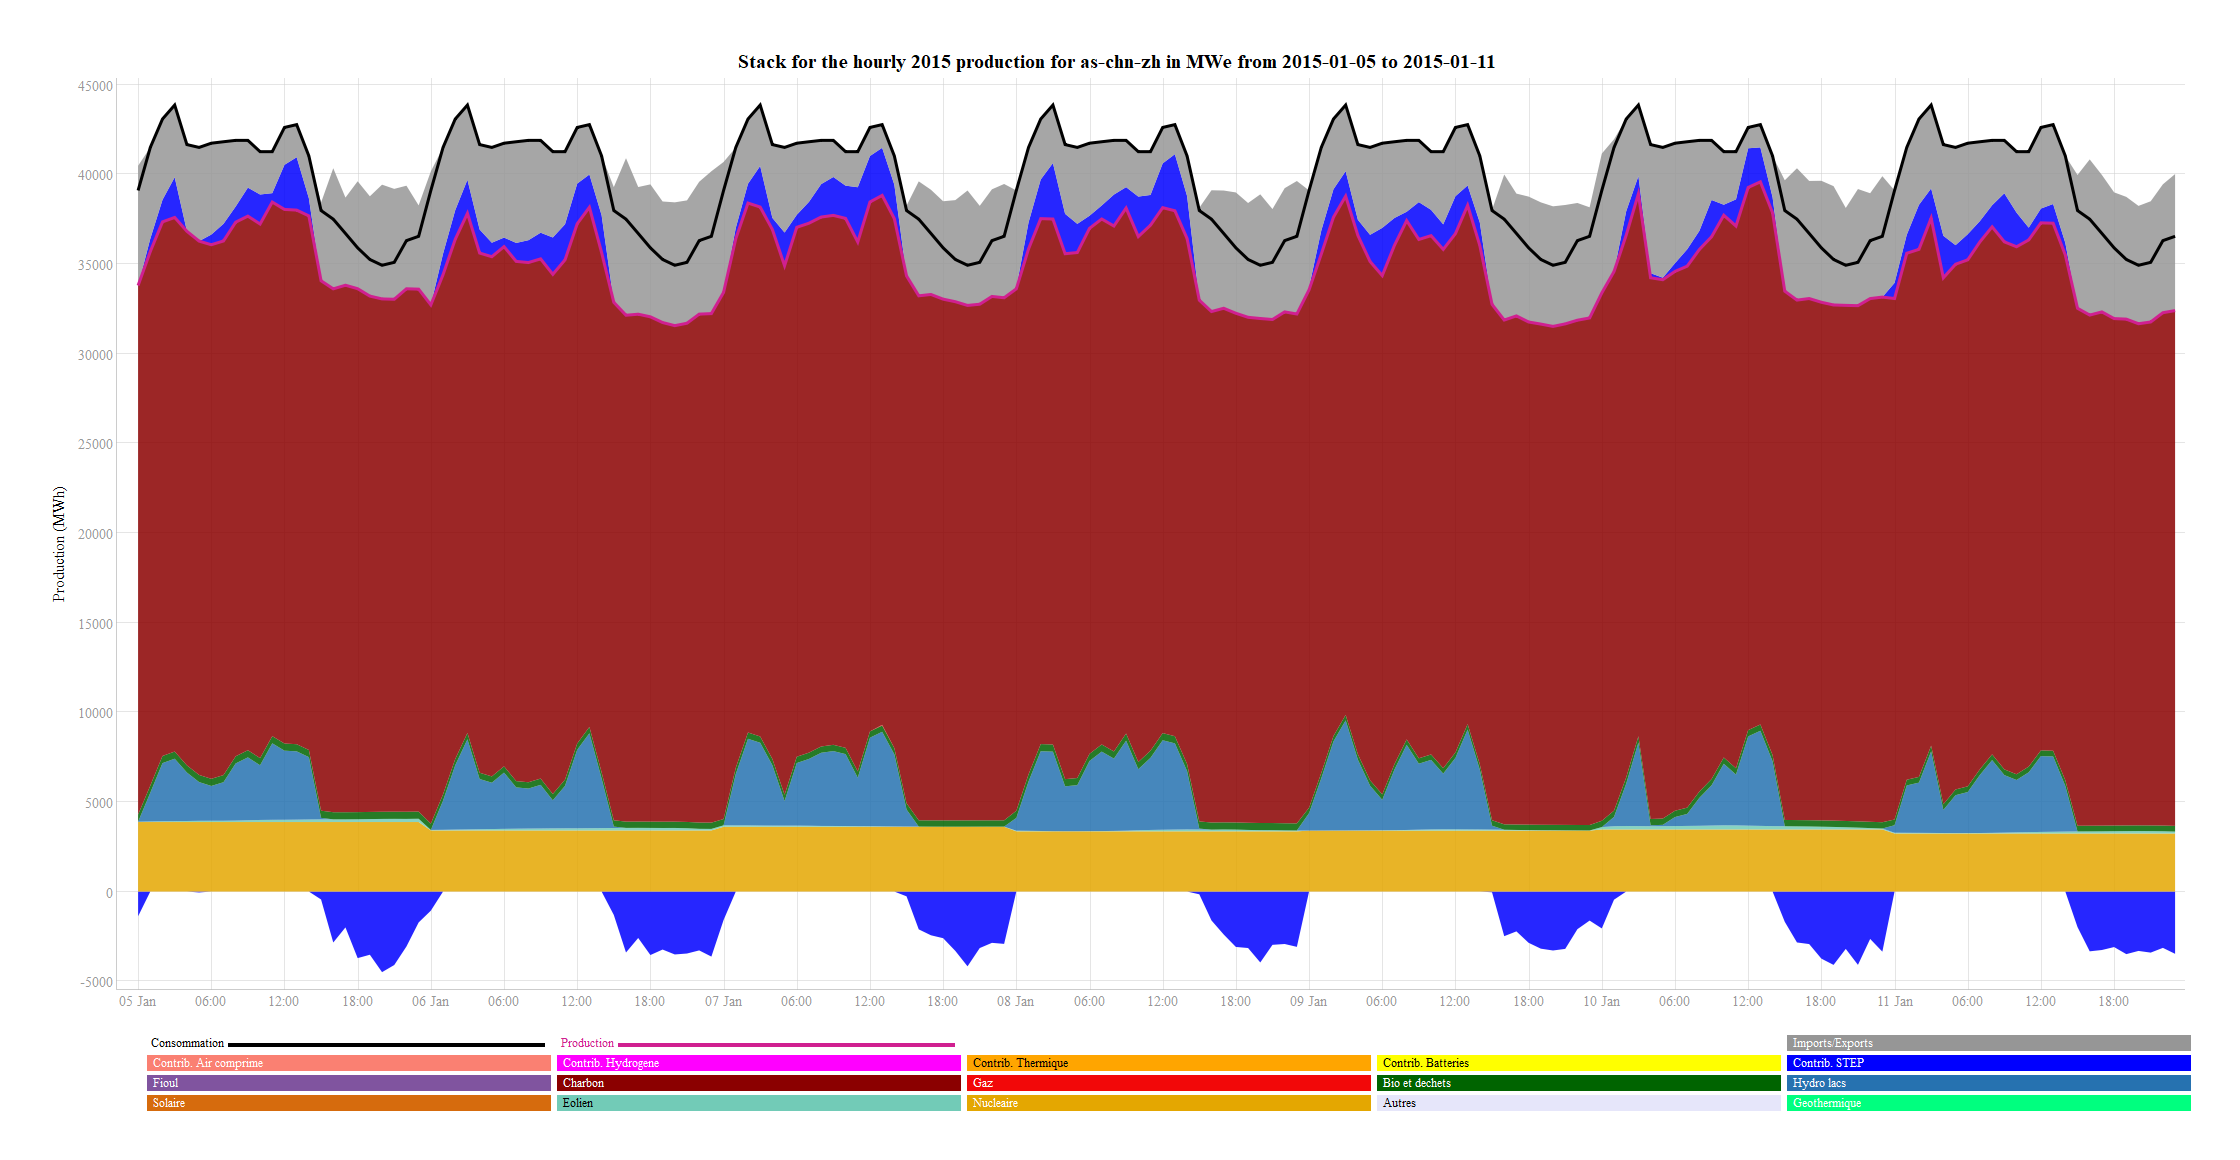 Stack for the hourly 2015 production for as-chn-zh in MWe from 2015-01-05 to 2015-01-11
45000
40000
35000
30000
25000
20000
15000
10000
5000
0
-5000
Production (MWh)
05 Jan 06:00 12:00 18:00 06 Jan 06:00 12:00 18:00 07 Jan 06:00 12:00 18:00 08 Jan 06:00 12:00 18:00 09 Jan 06:00 12:00 18:00 10 Jan 06:00 12:00 18:00 11 Jan 06:00 12:00 18:00
Consommation Production Imports/Exports
Contrib. Air comprime Contrib. Hydrogene Contrib. Thermique Contrib. Batteries Contrib. STEP
Fioul Charbon Gaz Bio et dechets Hydro lacs
Solaire Eolien Nucleaire Autres Geothermique